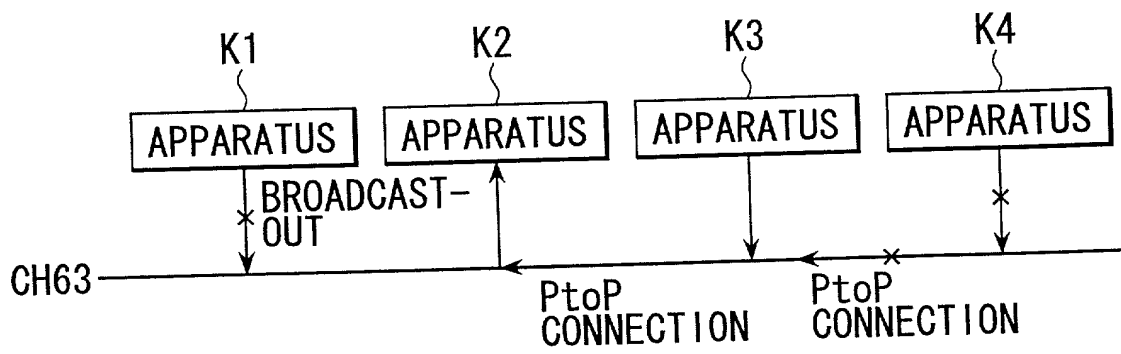 K1
K2
K3
K4
APPARATUS
APPARATUS
APPARATUS
APPARATUS
BROADCAST-
OUT
CH63
PtoP
CONNECTION
PtoP
CONNECTION